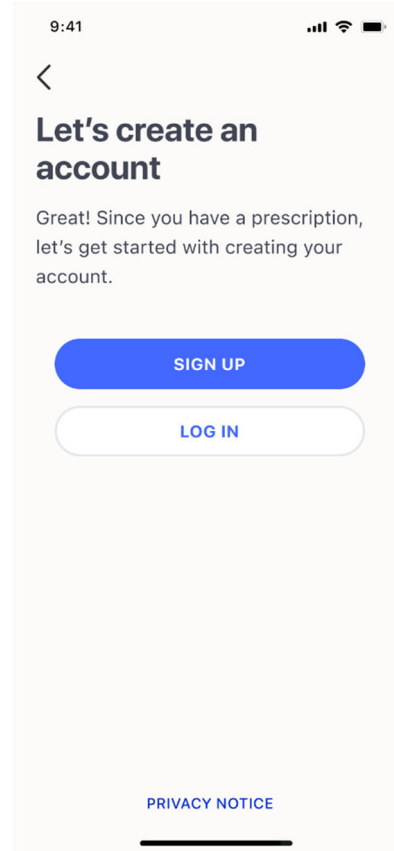 9:41
Let’s create an
account
Great! Since you have a prescription,
let’s get started with creating your
account.
SIGN UP
LOG IN
PRIVACY NOTICE